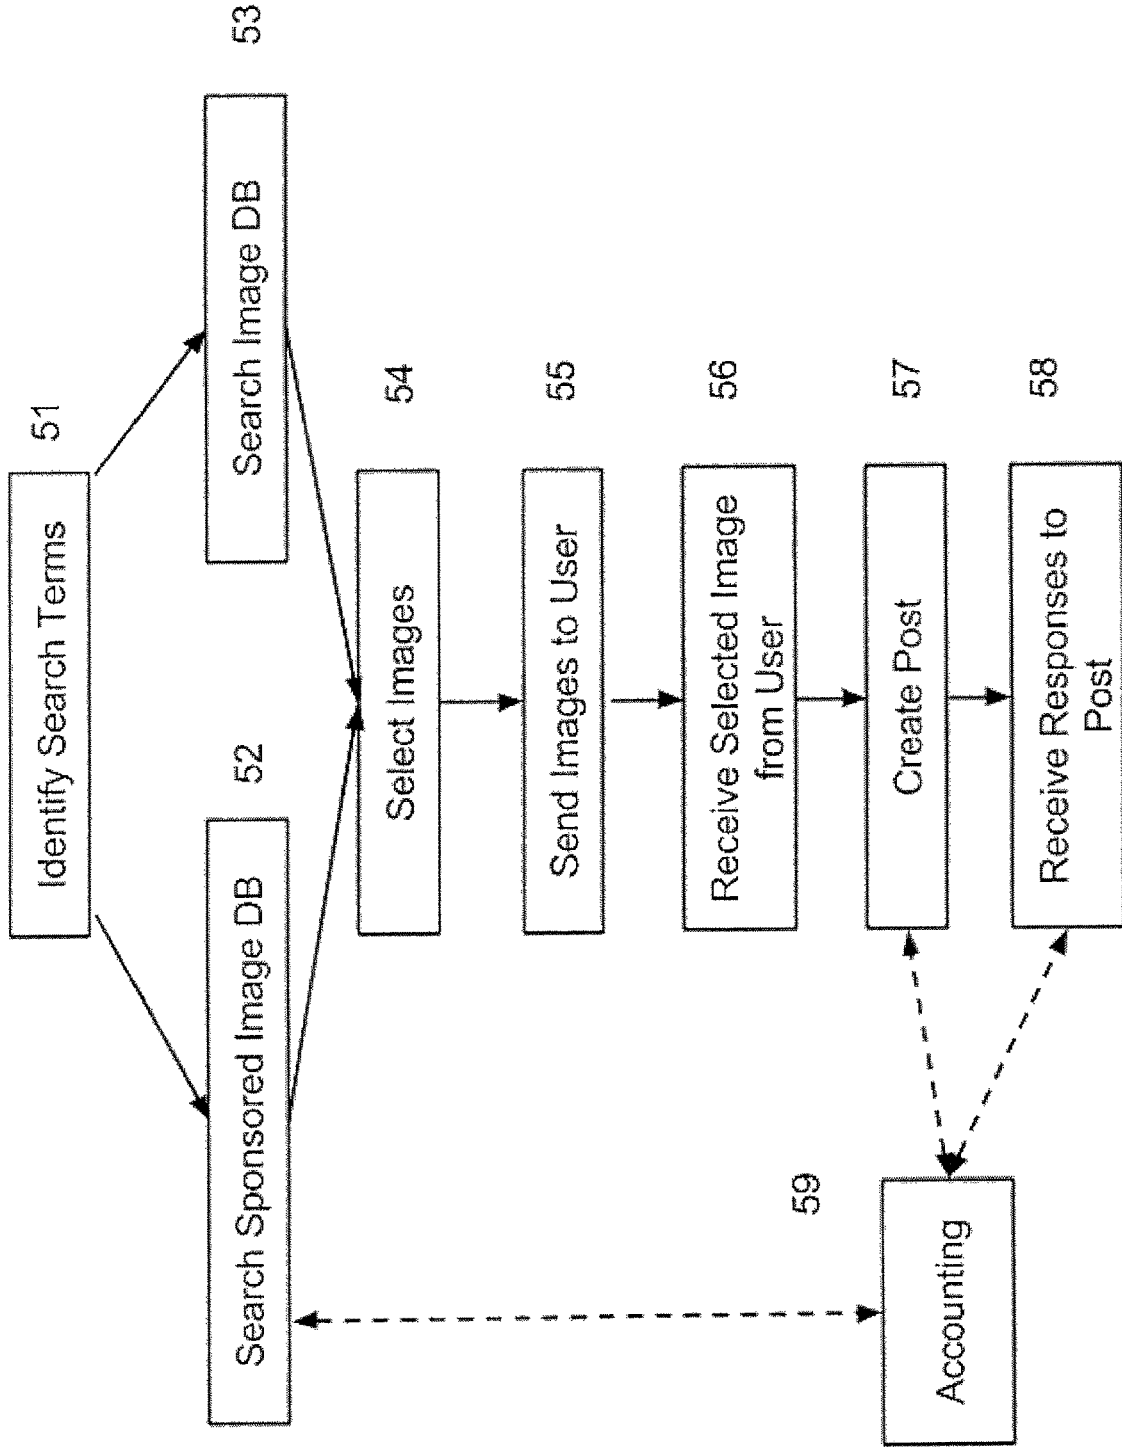 51
Identify Search Terms
52
Search Sponsored Image DB
53
Search Image DB
54
Select Images
55
Send Images to User
56
Receive Selected Image
from User
57
Create Post
58
Receive Responses to
Post
59
Accounting